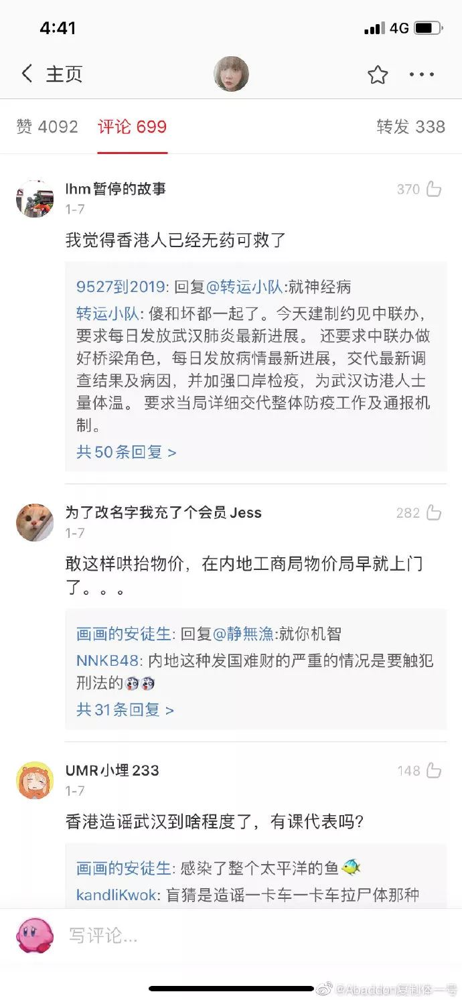 4:41 4G
主页
赞 4092 评论 699 转发 338
lhm暂停的故事 370
1-7
我觉得香港人已经无药可救了
9527到2019: 回复@转运小队:就神经病
转运小队: 傻和坏都一起了。今天建制约见中联办，
要求每日发放武汉肺炎最新进展。 还要求中联办做
好桥梁角色，每日发放病情最新进展，交代最新调
查结果及病因，并加强口岸检疫，为武汉访港人士
量体温。 要求当局详细交代整体防疫工作及通报机
制。
共50条回复 >
为了改名字我充了个会员Jess 282
1-7
敢这样哄抬物价，在内地工商局物价局早就上门
了。。。
画画的安徒生: 回复@静無漁:就你机智
NNKB48: 内地这种发国难财的严重的情况是要触犯
刑法的
共31条回复 >
UMR小埋233 148
1-7
香港造谣武汉到啥程度了，有课代表吗?
画画的安徒生: 感染了整个太平洋的鱼
kandliKwok: 盲猜是造谣一卡车一卡车拉尸体那种
写评论...
@Abaddon复制体一号